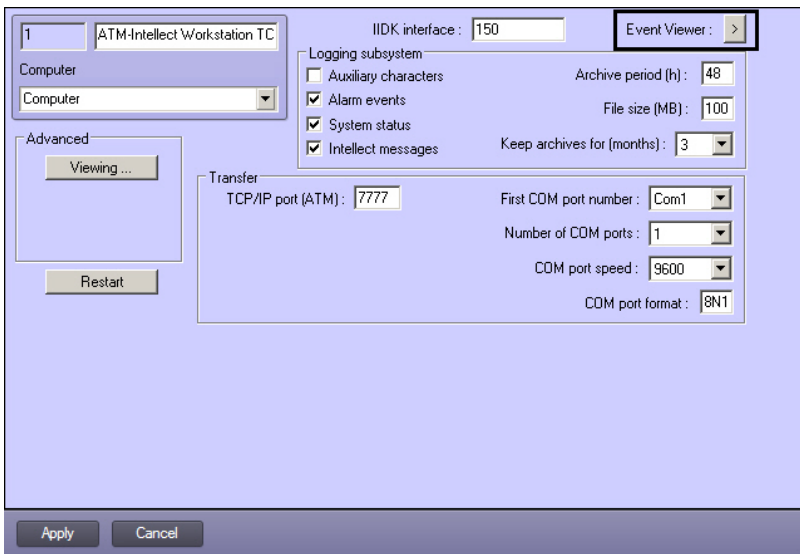 1 ATM-Intellect Workstation TC
IIDK interface : 150
Event Viewer : >
Computer
Computer
Logging subsystem
Auxiliary characters
Alarm events
System status
Intellect messages
Archive period (h) : 48
File size (MB) : 100
Keep archives for (months) : 3
Advanced
Viewing ...
Restart
Transfer
TCP/IP port (ATM) : 7777
First COM port number : Com1
Number of COM ports : 1
COM port speed : 9600
COM port format : 8N1
Apply Cancel